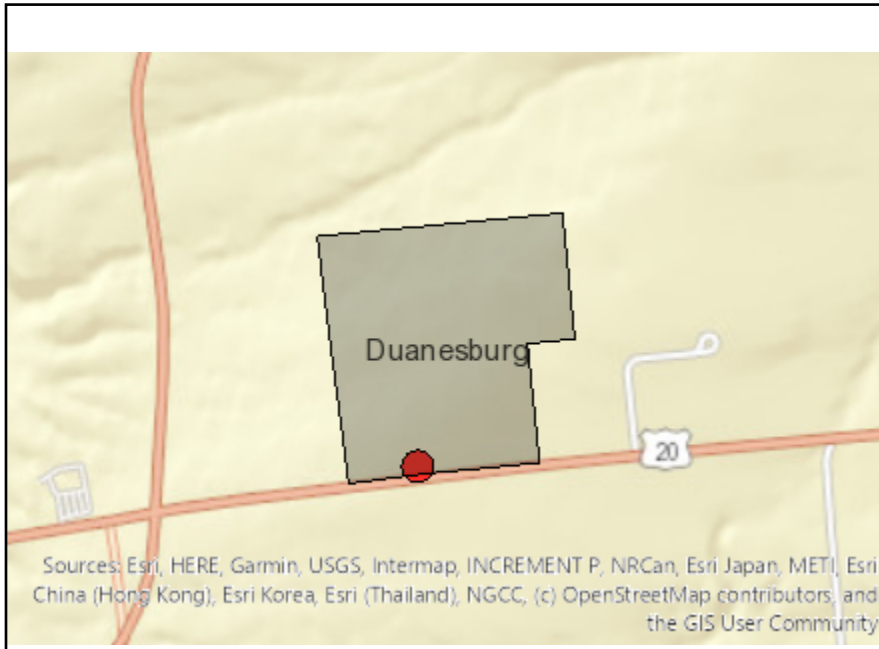 Duanesburg
20
Sources: Esri, HERE, Garmin, USGS, Intermap, INCREMENT P, NRCan, Esri Japan, METI, Esri
China (Hong Kong), Esri Korea, Esri (Thailand), NGCC, (c) OpenStreetMap contributors, and
the GIS User Community